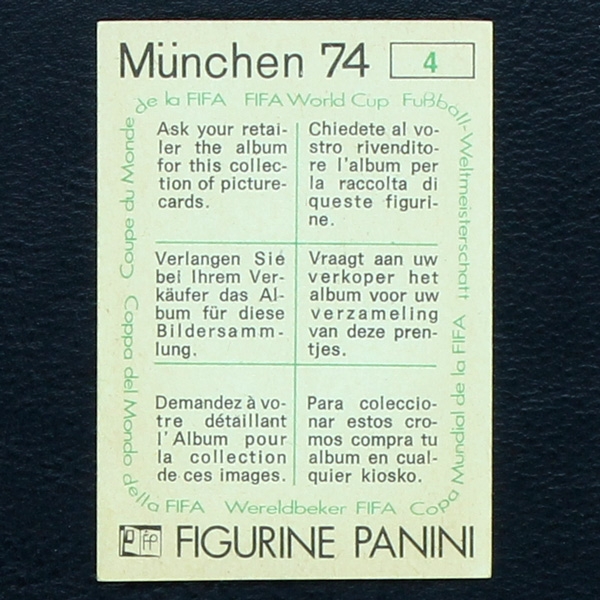 München 74
4
de la FIFA FIFA World Cup Fußball-Weltmeisterschaft
Ask your retai-
ler the album
for this collec-
tion of picture-
cards.
Chiedete al vo-
stro rivendito-
re l'album per
la raccolta di
queste figuri-
ne.
Verlangen Sie
bei Ihrem Ver-
käufer das Al-
bum für diese
Bildersamm-
lung.
Vraagt aan uw
verkoper het
album voor uw
verzameling
van deze pren-
tjes.
Demandez à vo-
tre détaillant
l'Album pour
la collection
de ces images.
Para coleccio-
nar estos cro-
mos compra tu
album en cual-
quier kiosko.
Coupe du Monde
Coppa del Mondo della FIFA
Wereldbeker FIFA
Copa Mundial de la FIFA
FIGURINE PANINI